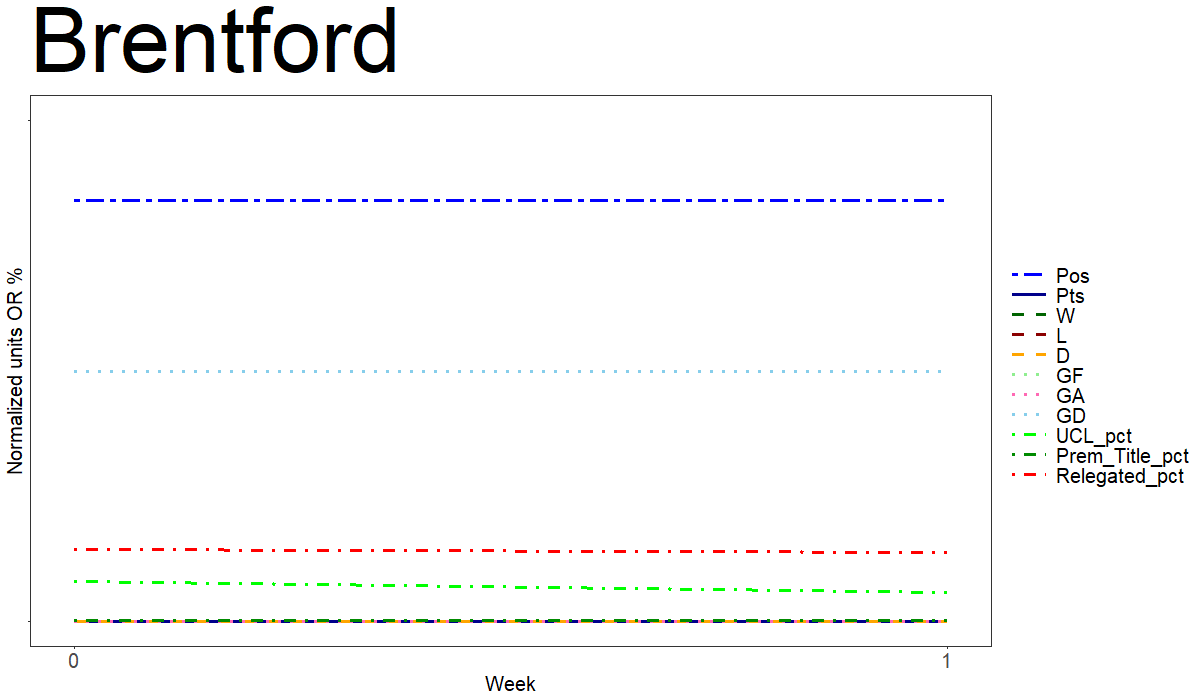 Brentford
Normalized units OR %
Pos
Pts
W
L
D
GF
GA
GD
UCL_pct
Prem_Title_pct
Relegated_pct
0 1
Week